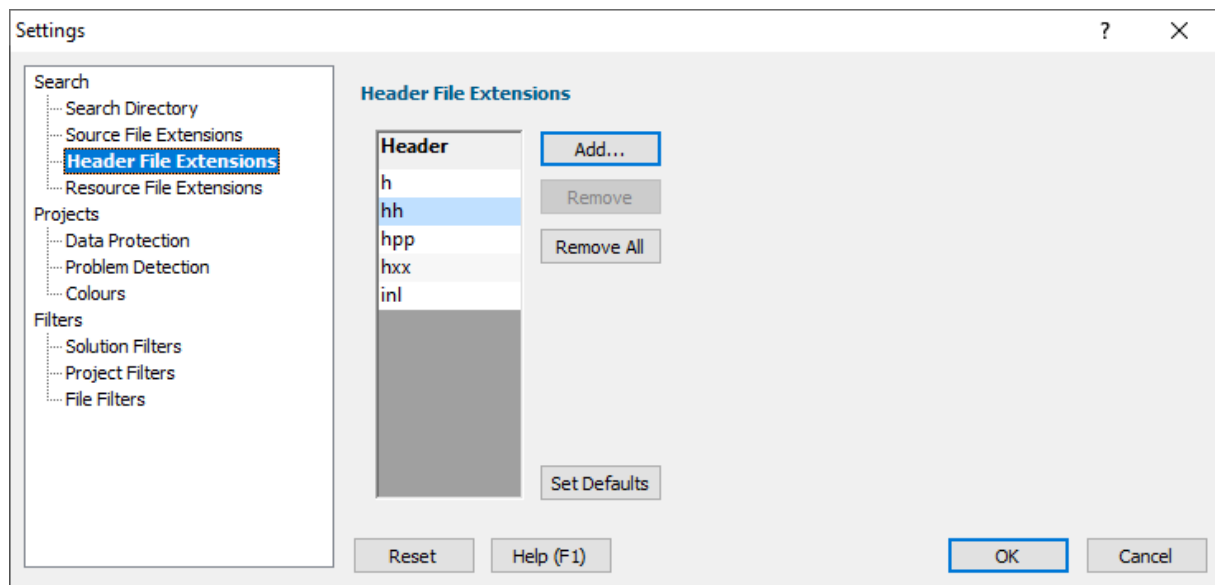 Settings
?
Search
Search Directory
Source File Extensions
Header File Extensions
Resource File Extensions
Projects
Data Protection
Problem Detection
Colours
Filters
Solution Filters
Project Filters
File Filters
Header File Extensions
Header
h
hh
hpp
hxx
inl
Add...
Remove
Remove All
Set Defaults
Reset
Help (F1)
OK
Cancel